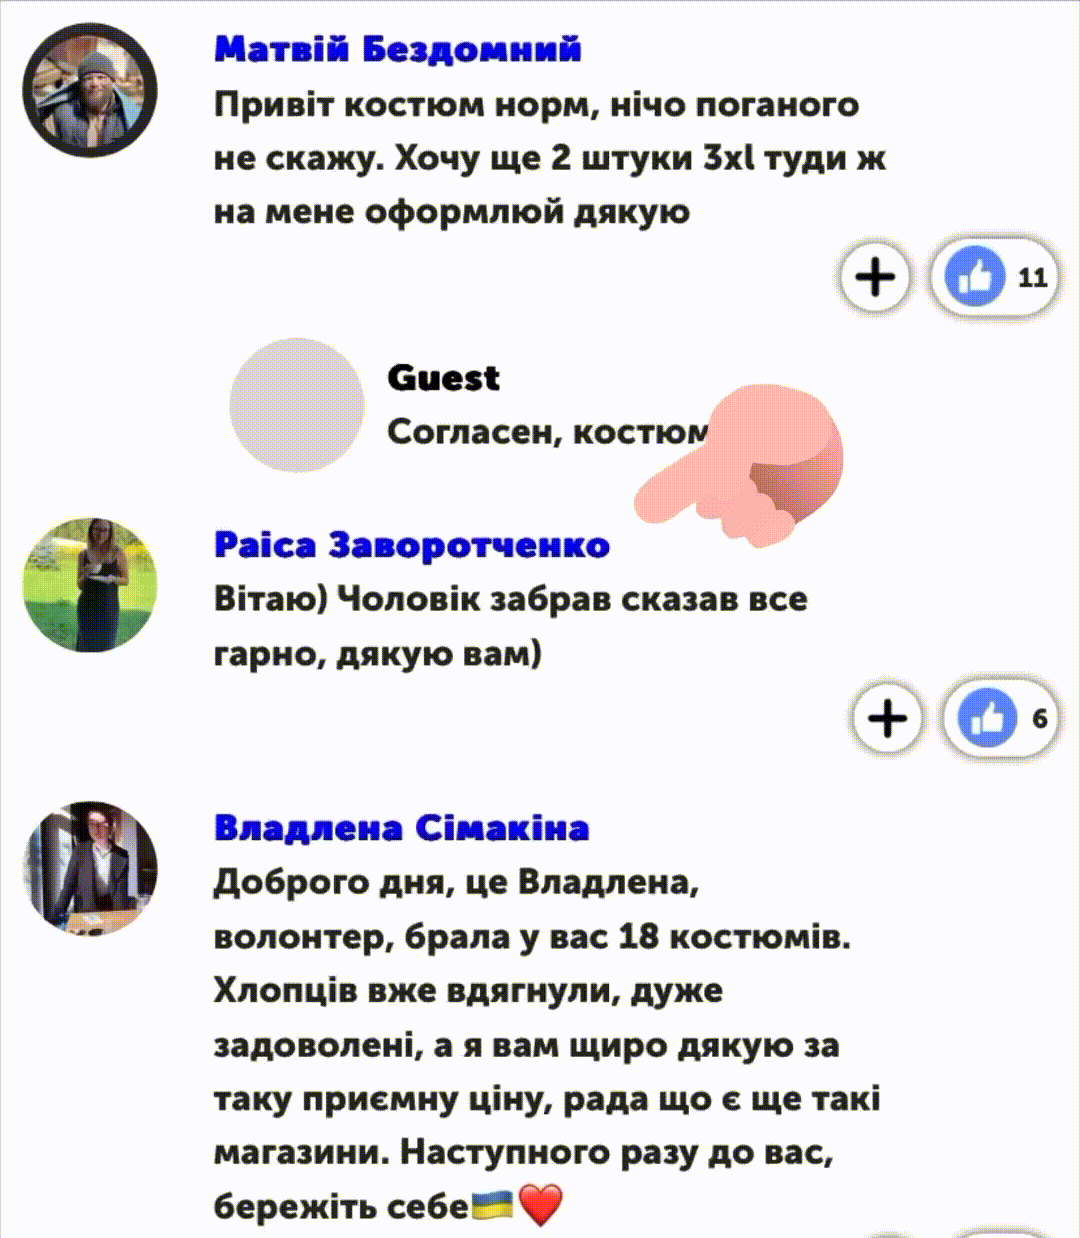 Матвій Бездомний
Привіт костюм норм, нічо поганого
не скажу. Хочу ще 2 штуки 3xl туди ж
на мене оформлюй дякую
11
Guest
Согласен, костюм
Раіса Заворотченко
Вітаю) Чоловік забрав сказав все
гарно, дякую вам)
6
Владлена Сімакіна
Доброго дня, це Владлена,
волонтер, брала у вас 18 костюмів.
Хлопців вже вдягнули, дуже
задоволені, а я вам щиро дякую за
таку приємну ціну, рада що є ще такі
магазини. Наступного разу до вас,
бережіть себе🇺🇦❤️